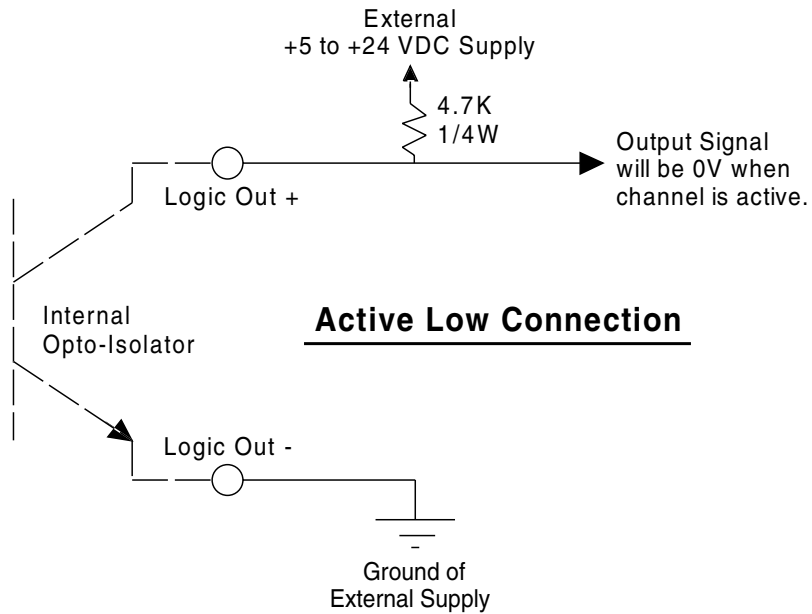 External
+5 to +24 VDC Supply
4.7K
1/4W
Output Signal
will be 0V when
channel is active.
Logic Out +
Internal
Opto-Isolator
Active Low Connection
Logic Out -
Ground of
External Supply